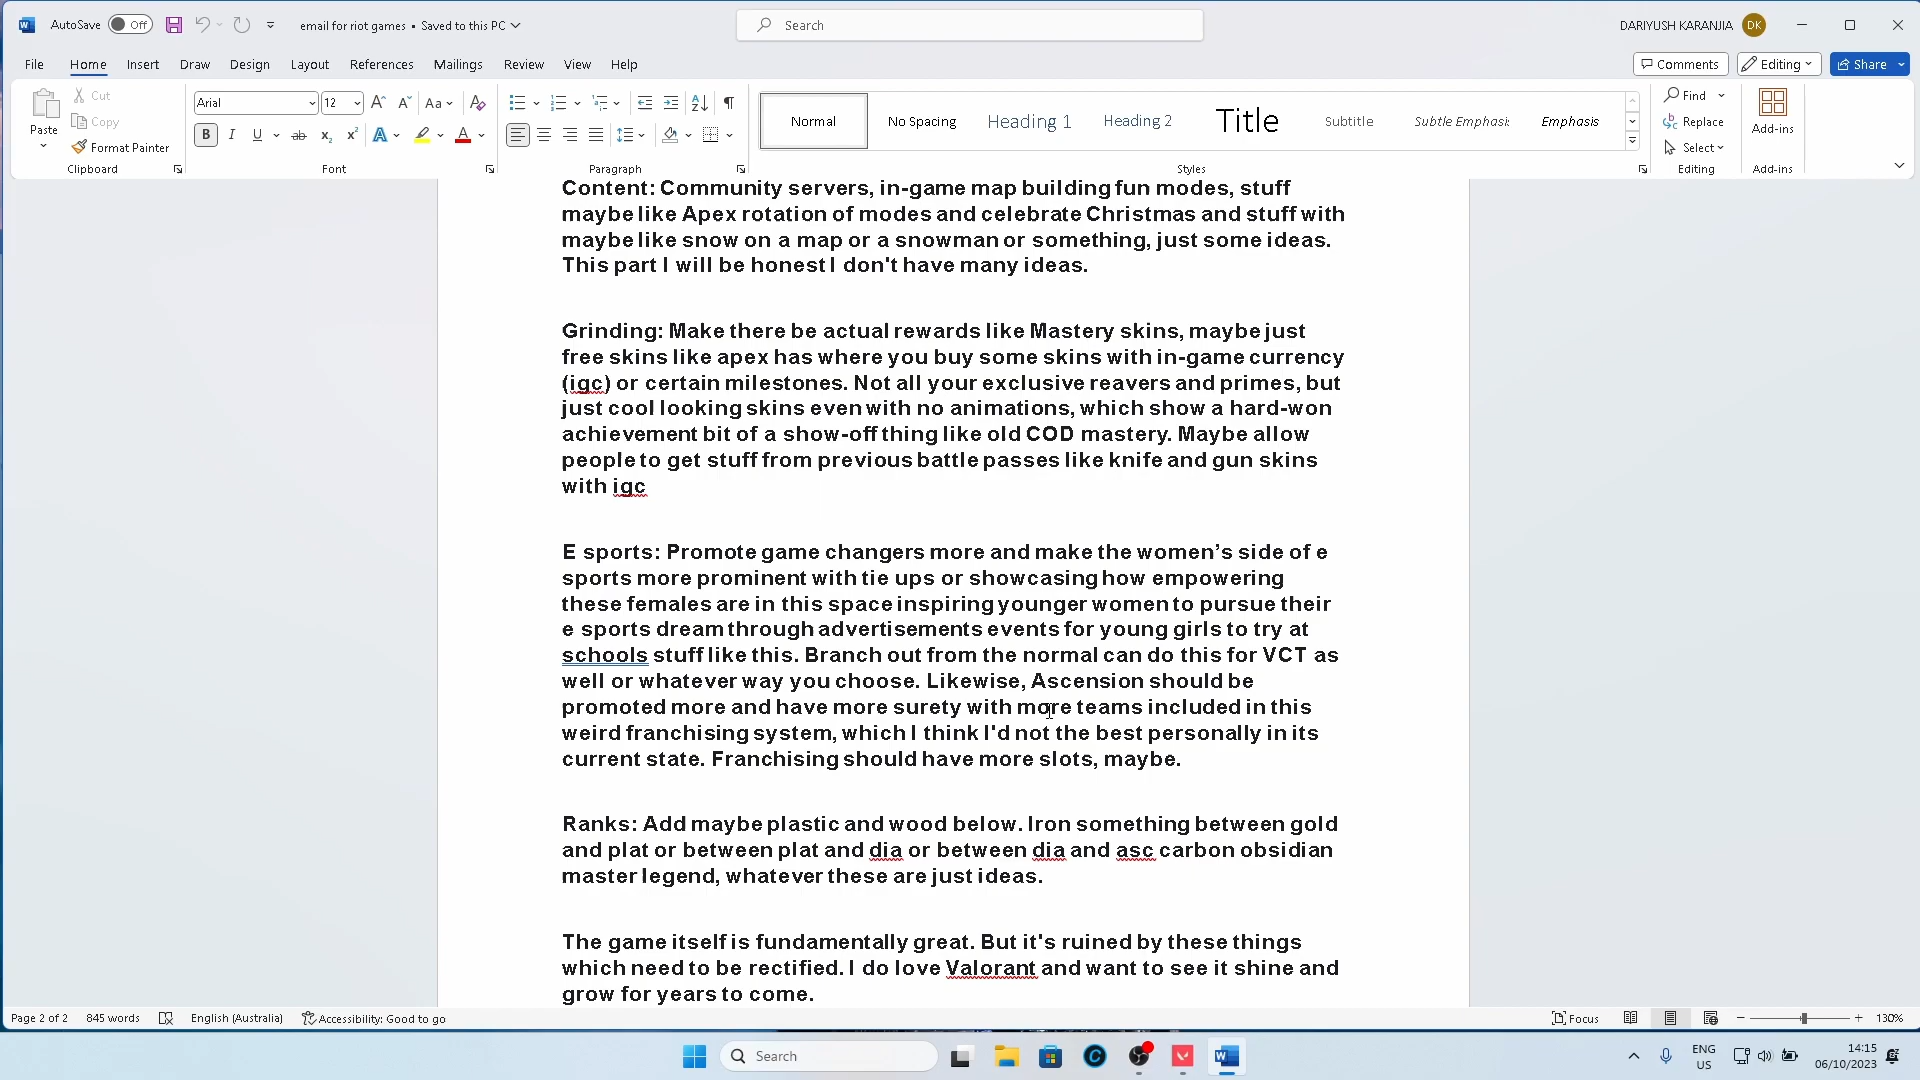 AutoSave Off email for riot games • Saved to this PC Search DARIYUSH KARANJIA DK
File Home Insert Draw Design Layout References Mailings Review View Help Comments Editing Share
Paste Cut Copy Format Painter Clipboard
Arial 12 Aa
B I U ab x₂ x² A A
Font
Paragraph
Normal No Spacing Heading 1 Heading 2 Title Subtitle Subtle Emphasis Emphasis
Styles
Find
Replace
Select
Editing
Add-ins
Add-ins
Content: Community servers, in-game map building fun modes, stuff
maybe like Apex rotation of modes and celebrate Christmas and stuff with
maybe like snow on a map or a snowman or something, just some ideas.
This part I will be honest I don't have many ideas.
Grinding: Make there be actual rewards like Mastery skins, maybe just
free skins like apex has where you buy some skins with in-game currency
(igc) or certain milestones. Not all your exclusive reavers and primes, but
just cool looking skins even with no animations, which show a hard-won
achievement bit of a show-off thing like old COD mastery. Maybe allow
people to get stuff from previous battle passes like knife and gun skins
with igc
E sports: Promote game changers more and make the women’s side of e
sports more prominent with tie ups or showcasing how empowering
these females are in this space inspiring younger women to pursue their
e sports dream through advertisements events for young girls to try at
schools stuff like this. Branch out from the normal can do this for VCT as
well or whatever way you choose. Likewise, Ascension should be
promoted more and have more surety with more teams included in this
weird franchising system, which I think I'd not the best personally in its
current state. Franchising should have more slots, maybe.
Ranks: Add maybe plastic and wood below. Iron something between gold
and plat or between plat and dia or between dia and asc carbon obsidian
master legend, whatever these are just ideas.
The game itself is fundamentally great. But it's ruined by these things
which need to be rectified. I do love Valorant and want to see it shine and
grow for years to come.
Page 2 of 2 845 words English (Australia) Accessibility: Good to go Focus 130%
Search ENG US 14:15 06/10/2023